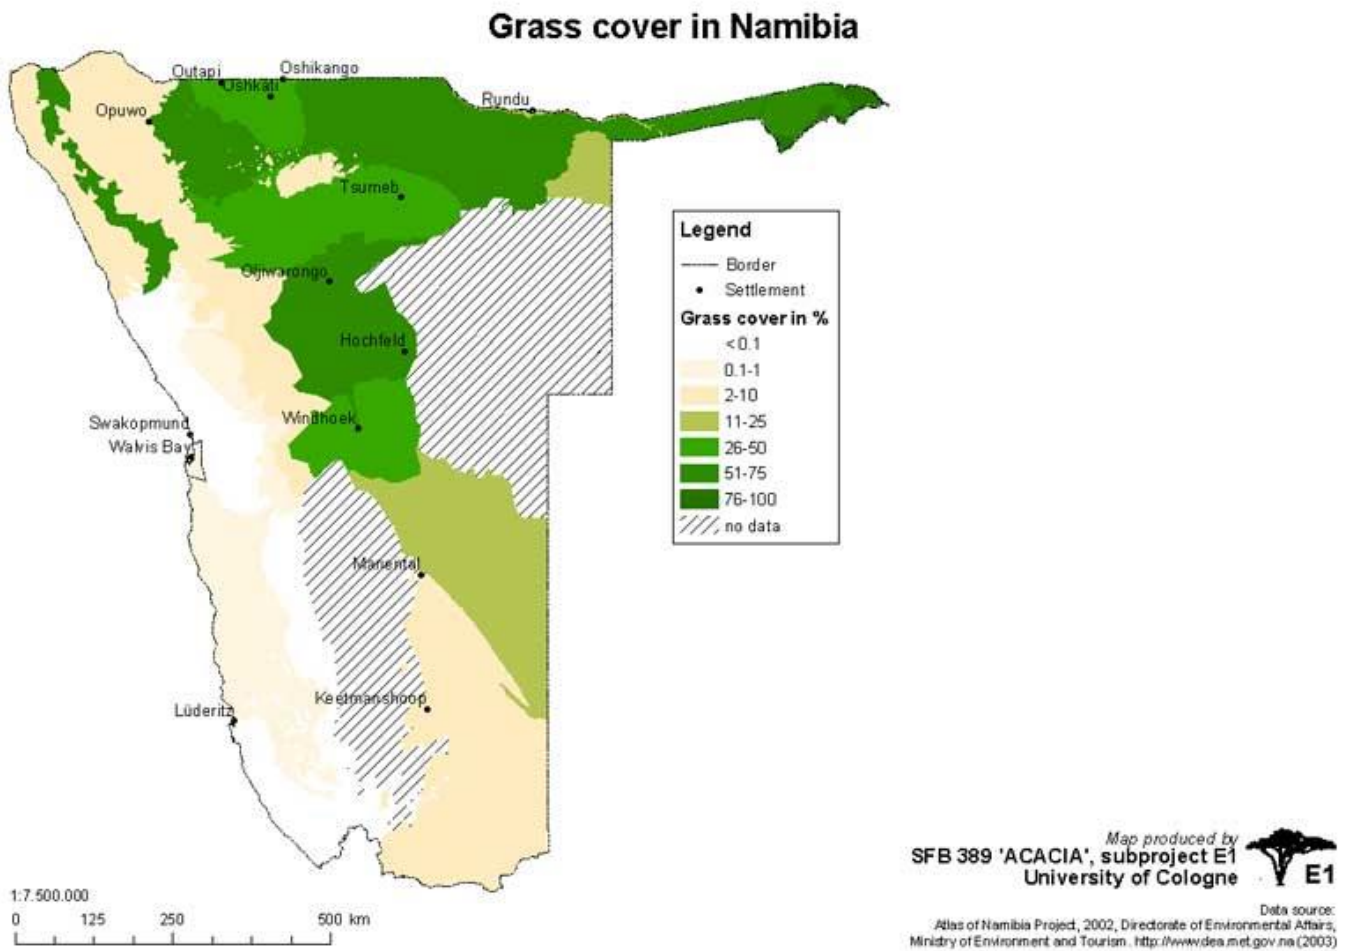 Grass cover in Namibia
Outapi
Oshikango
Oshkati
Opuwo
Rundu
Tsumeb
Otjiwarongo
Hochfeld
Windhoek
Swakopmund
Walvis Bay
Mariental
Keetmanshoop
Lüderitz
Legend
Border
Settlement
Grass cover in %
<0.1
0.1-1
2-10
11-25
26-50
51-75
76-100
no data
1:7.500.000
0 125 250 500 km
Map produced by
SFB 389 'ACACIA', subproject E1
University of Cologne
E1
Data source:
Atlas of Namibia Project, 2002, Directorate of Environmental Affairs,
Ministry of Environment and Tourism. http://www.dea.met.gov.na (2003)